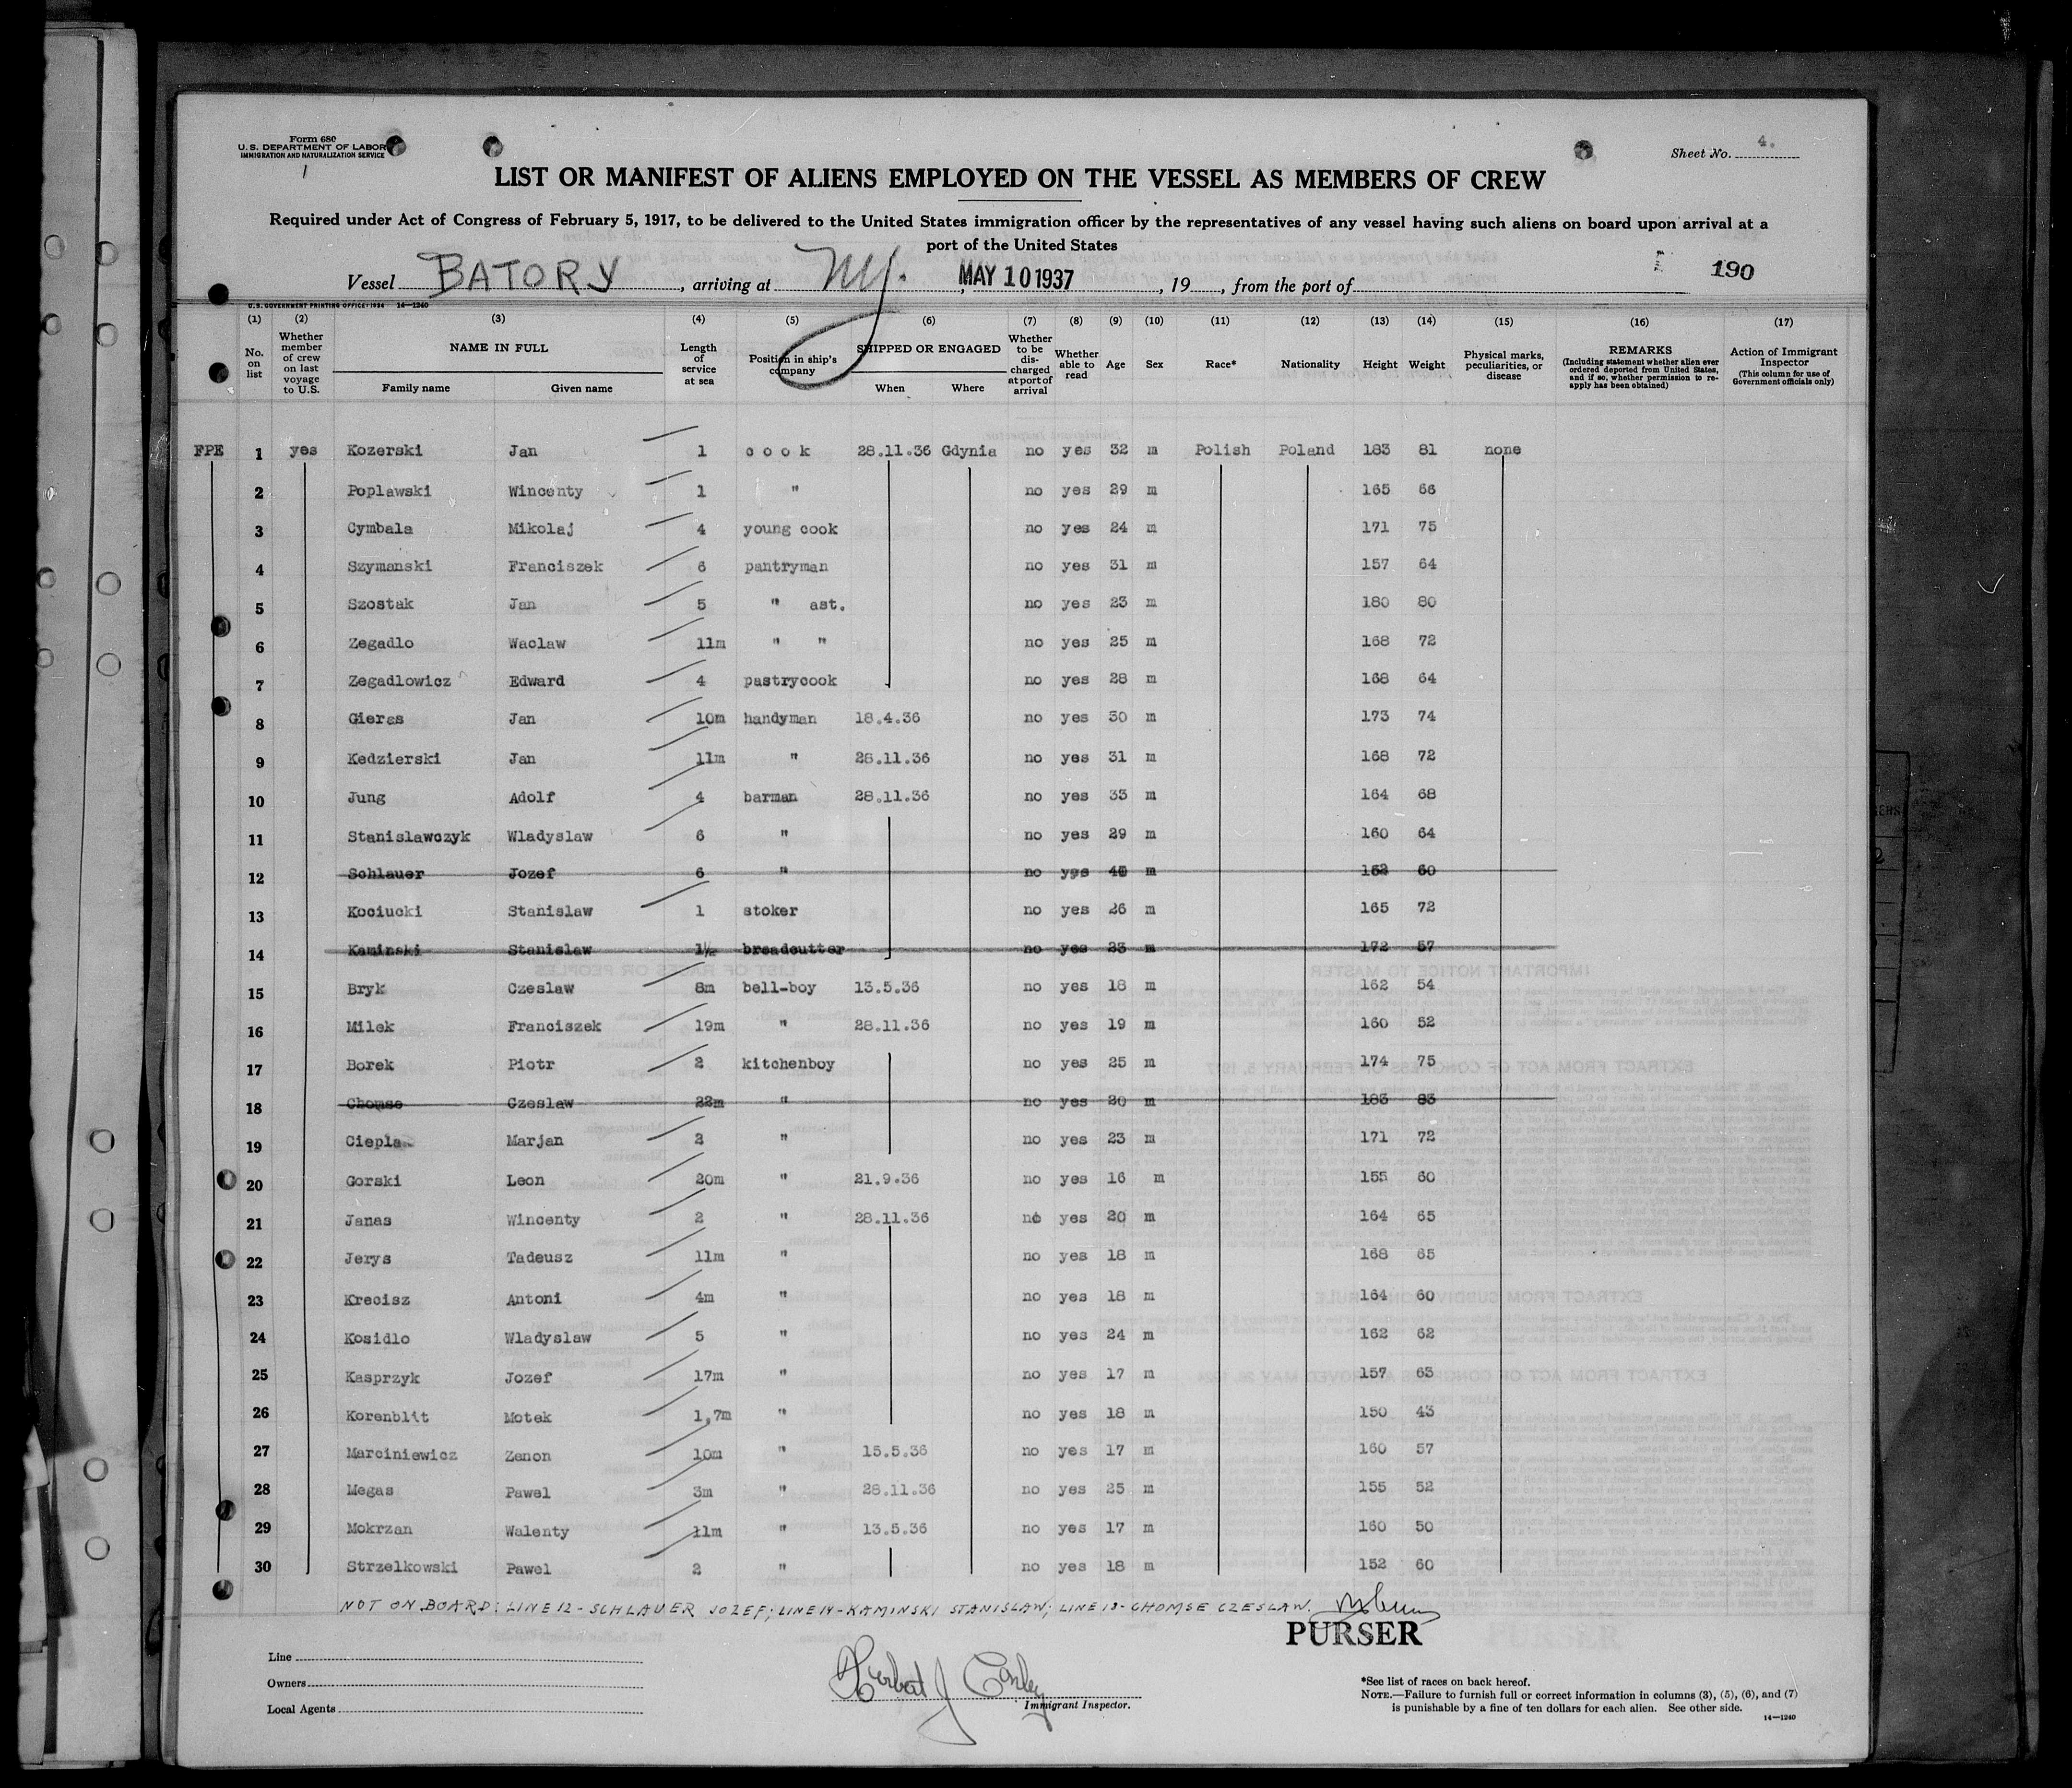 Form 680
U.S. DEPARTMENT OF LABOR
IMMIGRATION AND NATURALIZATION SERVICE
1
Sheet No. 4.
LIST OR MANIFEST OF ALIENS EMPLOYED ON THE VESSEL AS MEMBERS OF CREW
Required under Act of Congress of February 5, 1917, to be delivered to the United States immigration officer by the representatives of any vessel having such aliens on board upon arrival at a
port of the United States
190
Vessel BATORY, arriving at NY., MAY 10 1937, 19, from the port of
U.S. GOVERNMENT PRINTING OFFICE: 1934 14—1240
(1) (2) (3) (4) (5) (6) (7) (8) (9) (10) (11) (12) (13) (14) (15) (16) (17)
No. on list Whether member of crew on last voyage to U.S. NAME IN FULL Family name Given name Length of service at sea Position in ship's company SHIPPED OR ENGAGED When Where Whether to be discharged at port of arrival Whether able to read Age Sex Race* Nationality Height Weight Physical marks, peculiarities, or disease REMARKS (Including statement whether alien ever ordered deported from United States, and if so, whether permission to re-apply has been obtained) Action of Immigrant Inspector (This column for use of Government officials only)
FPE 1 yes Kozerski Jan 1 cook 28.11.36 Gdynia no yes 32 m Polish Poland 183 81 none
2 Poplawski Wincenty 1 " no yes 29 m 165 66
3 Cymbala Mikolaj 4 young cook no yes 24 m 171 75
4 Szymanski Franciszek 6 pantryman no yes 31 m 157 64
5 Szostak Jan 5 " ast. no yes 23 m 180 80
6 Zegadlo Waclaw 11m " " no yes 25 m 168 72
7 Zegadlowicz Edward 4 pastrycook no yes 28 m 168 64
8 Gieras Jan 10m handyman 18.4.36 no yes 30 m 173 74
9 Kedzierski Jan 11m " 28.11.36 no yes 31 m 168 72
10 Jung Adolf 4 barman 28.11.36 no yes 33 m 164 68
11 Stanislawczyk Wladyslaw 6 " no yes 29 m 160 64
12 Schlauer Jozef 6 " no yes m 60
13 Kociucki Stanislaw 1 stoker no yes 26 m 165 72
14 Kaminski Stanislaw 1½ breadcutter no yes 23 m 172 57
15 Bryk Czeslaw 8m bell-boy 13.5.36 no yes 18 m 162 54
16 Milek Franciszek 19m " 28.11.36 no yes 19 m 160 52
17 Borek Piotr 2 kitchenboy no yes 25 m 174 75
18 Chomse Czeslaw 22m " no yes 20 m 183 83
19 Ciepla Marjan 2 " no yes 23 m 171 72
20 Gorski Leon 20m " 21.9.36 no yes 16 m 155 60
21 Janas Wincenty 2 " 28.11.36 no yes 20 m 164 65
22 Jerys Tadeusz 11m " no yes 18 m 168 65
23 Krecisz Antoni 4m " no yes 18 m 164 60
24 Kosidlo Wladyslaw 5 " no yes 24 m 162 62
25 Kasprzyk Jozef 17m " no yes 17 m 157 63
26 Korenblit Motek 1,7m " no yes 18 m 150 43
27 Marciniewicz Zenon 10m " 15.5.36 no yes 17 m 160 57
28 Megas Pawel 3m " 28.11.36 no yes 25 m 155 52
29 Mokrzan Walenty 11m " 13.5.36 no yes 17 m 160 50
30 Strzelkowski Pawel 2 " no yes 18 m 152 60
NOT ON BOARD: LINE 12 - SCHLAUER JOZEF; LINE 14 - KAMINSKI STANISLAW; LINE 18 - CHOMSE CZESLAW.
PURSER
Line
Owners
Local Agents
Herbert J Conley
Immigrant Inspector.
*See list of races on back hereof.
NOTE.—Failure to furnish full or correct information in columns (3), (5), (6), and (7)
is punishable by a fine of ten dollars for each alien. See other side.
14—1240